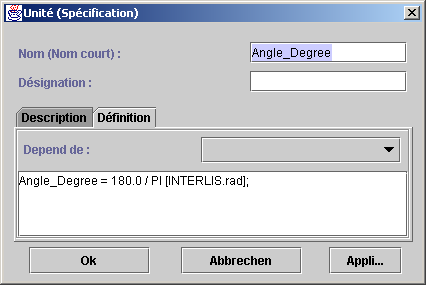 Unité (Spécification)
Nom (Nom court) :
Angle_Degree
Désignation :
Description
Définition
Depend de :
Angle_Degree = 180.0 / PI [INTERLIS.rad];
Ok
Abbrechen
Appli...